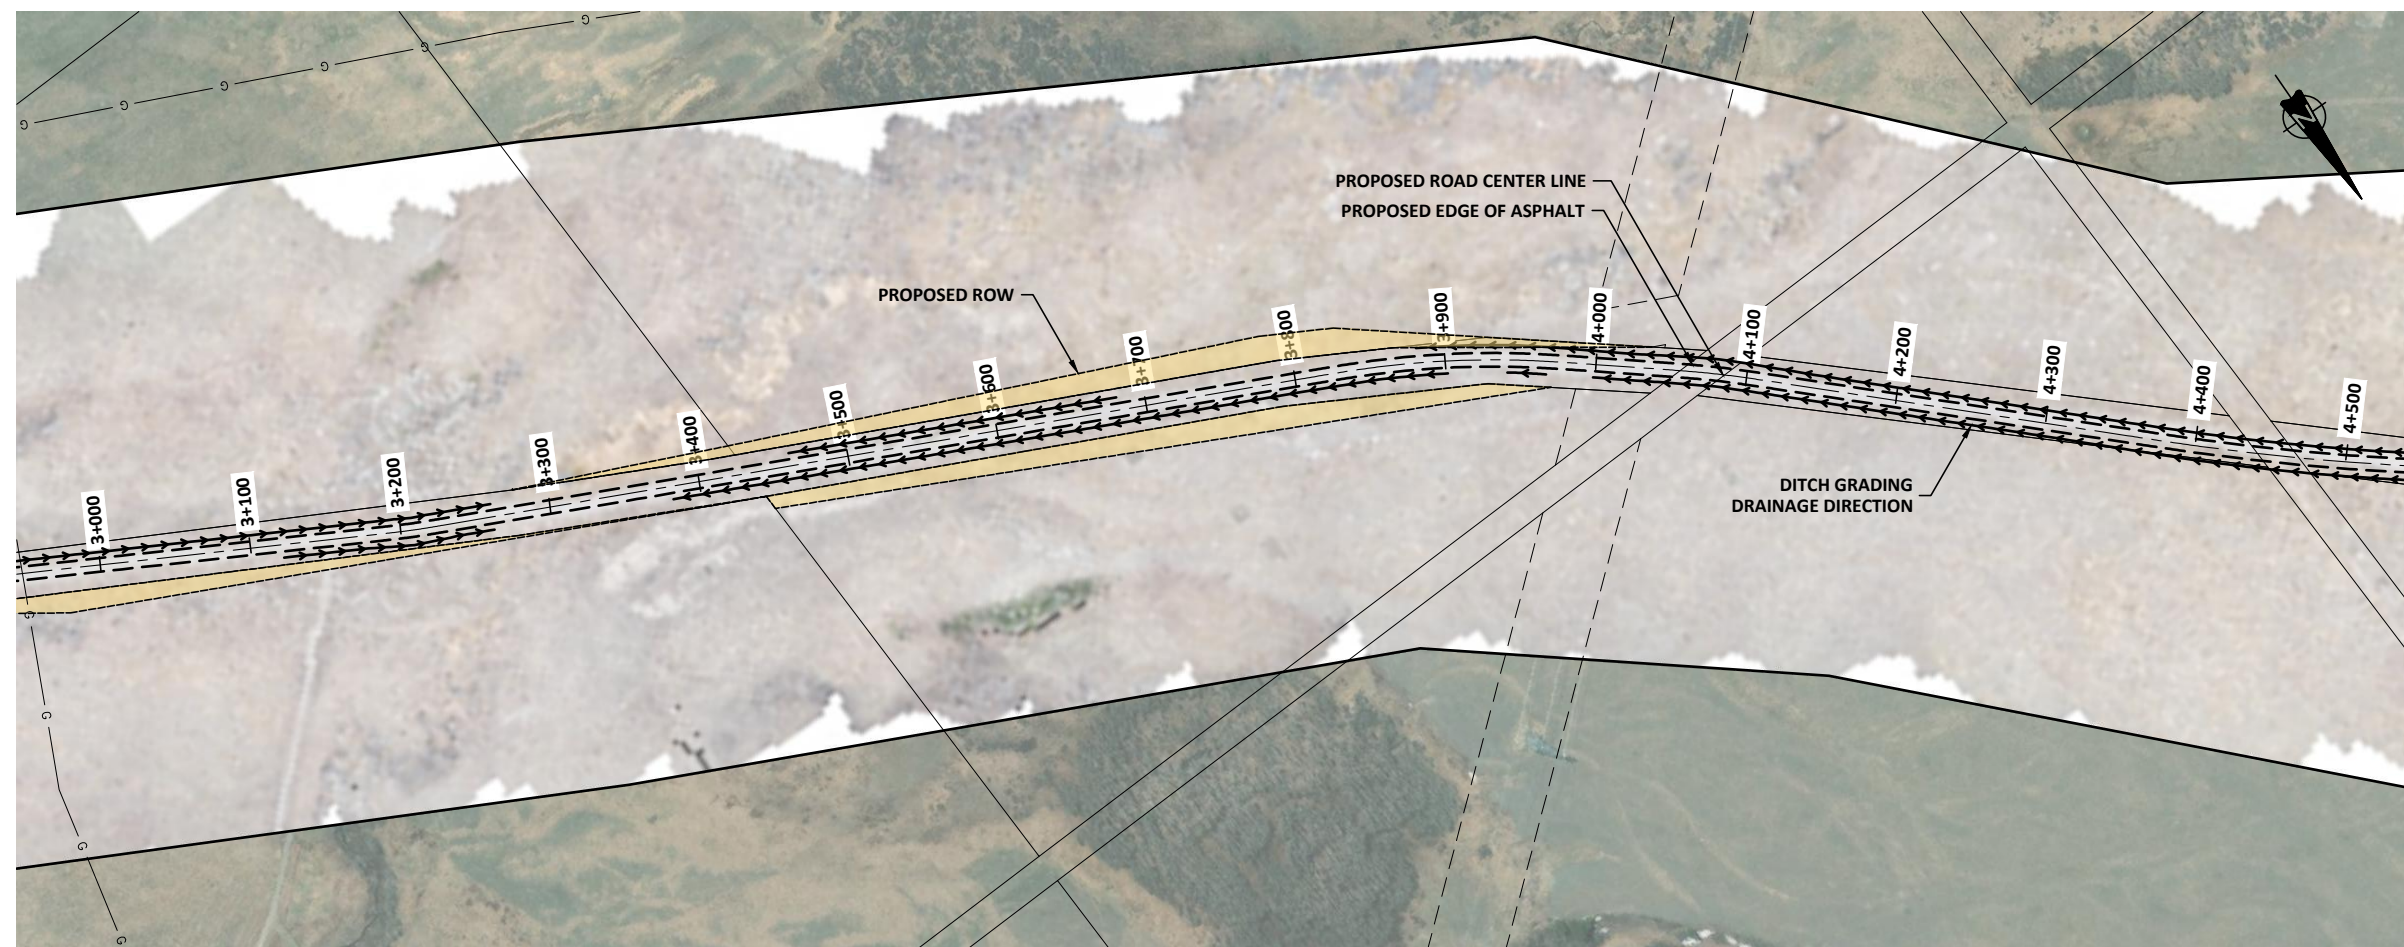 G
G
G
G
G
G
PROPOSED ROAD CENTER LINE
PROPOSED EDGE OF ASPHALT
PROPOSED ROW
3+000
3+100
3+200
3+300
3+400
3+500
3+600
3+700
3+800
3+900
4+000
4+100
4+200
4+300
4+400
4+500
DITCH GRADING
DRAINAGE DIRECTION
G
G
G
G
N